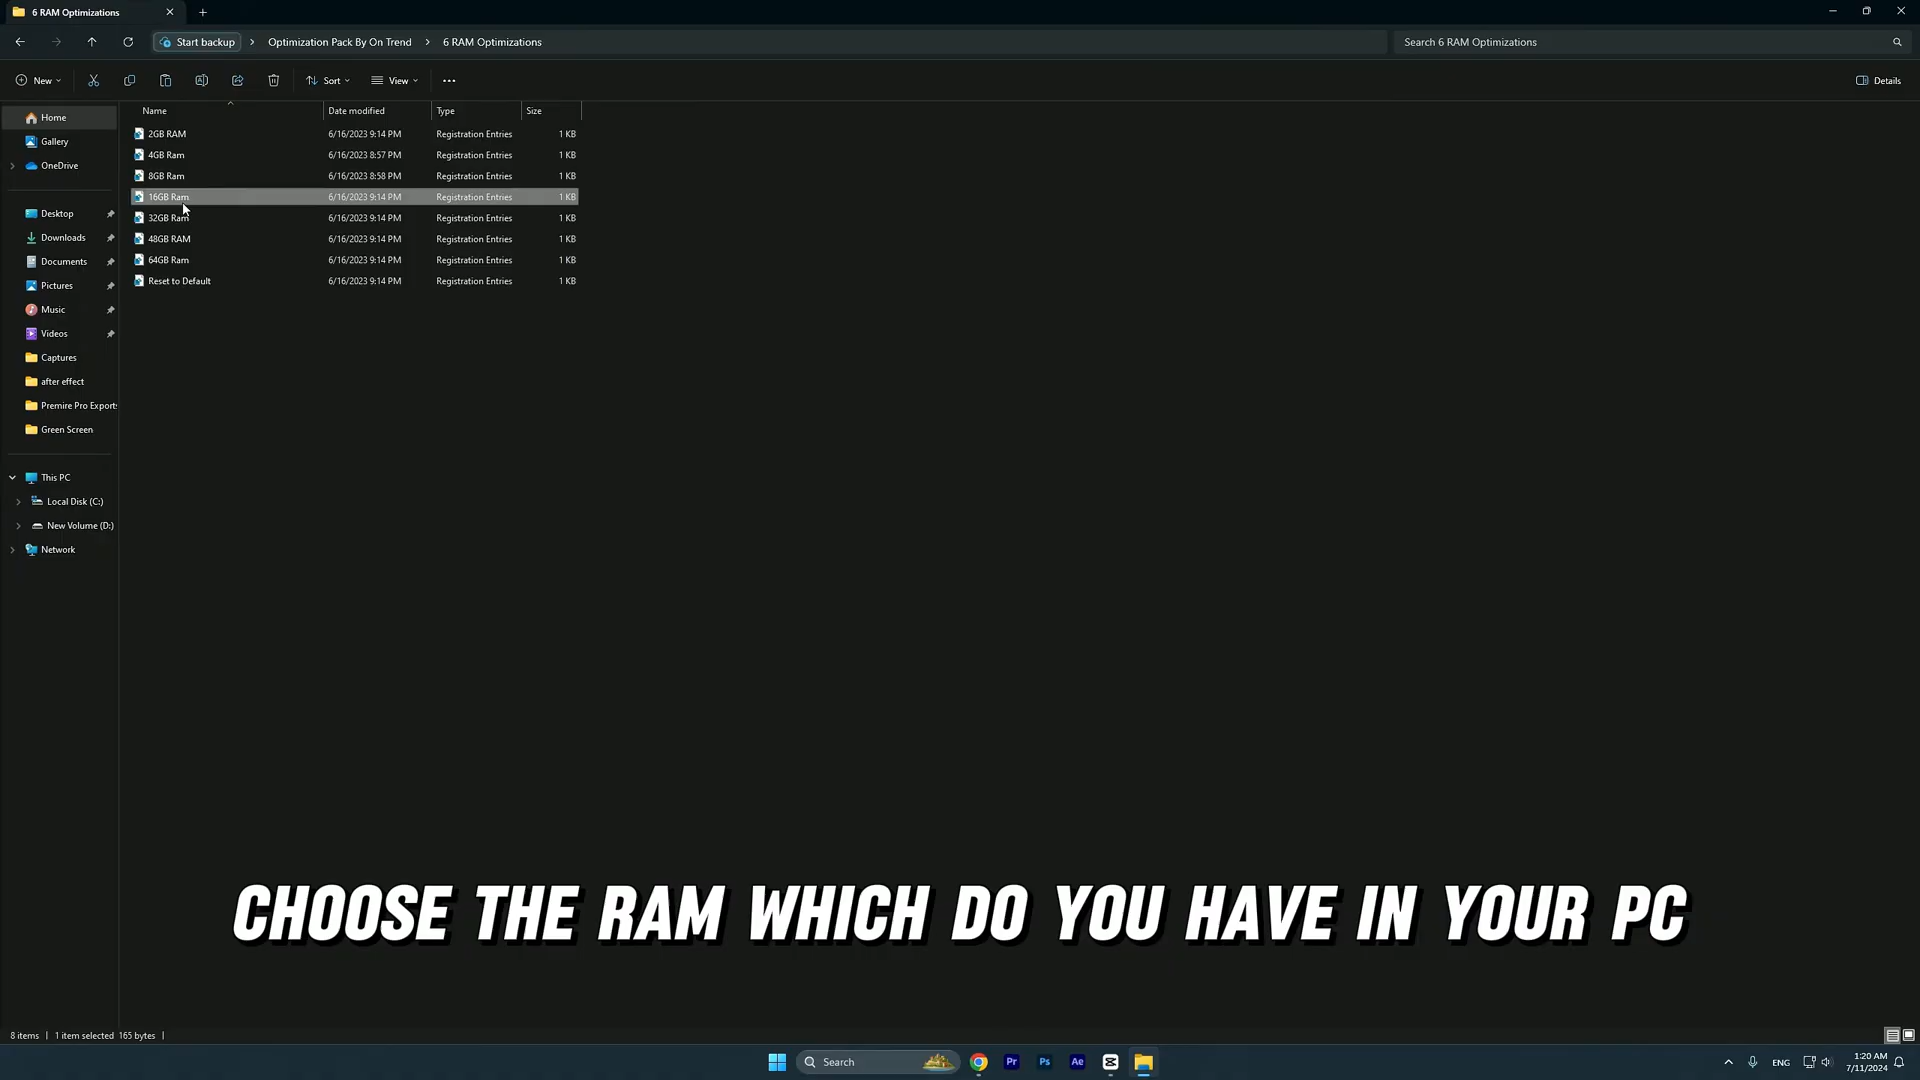 6 RAM Optimizations
Start backup > Optimization Pack By On Trend > 6 RAM Optimizations
Search 6 RAM Optimizations
New
Sort
View
Details
Name Date modified Type Size
2GB RAM 6/16/2023 9:14 PM Registration Entries 1 KB
4GB Ram 6/16/2023 8:57 PM Registration Entries 1 KB
8GB Ram 6/16/2023 8:58 PM Registration Entries 1 KB
16GB Ram 6/16/2023 9:14 PM Registration Entries 1 KB
32GB Ram 6/16/2023 9:14 PM Registration Entries 1 KB
48GB RAM 6/16/2023 9:14 PM Registration Entries 1 KB
64GB Ram 6/16/2023 9:14 PM Registration Entries 1 KB
Reset to Default 6/16/2023 9:14 PM Registration Entries 1 KB
Home
Gallery
OneDrive
Desktop
Downloads
Documents
Pictures
Music
Videos
Captures
after effect
Premire Pro Exports
Green Screen
This PC
Local Disk (C:)
New Volume (D:)
Network
CHOOSE THE RAM WHICH DO YOU HAVE IN YOUR PC
8 items | 1 item selected 165 bytes |
Search
Pr
Ps
Ae
ENG
1:20 AM
7/11/2024